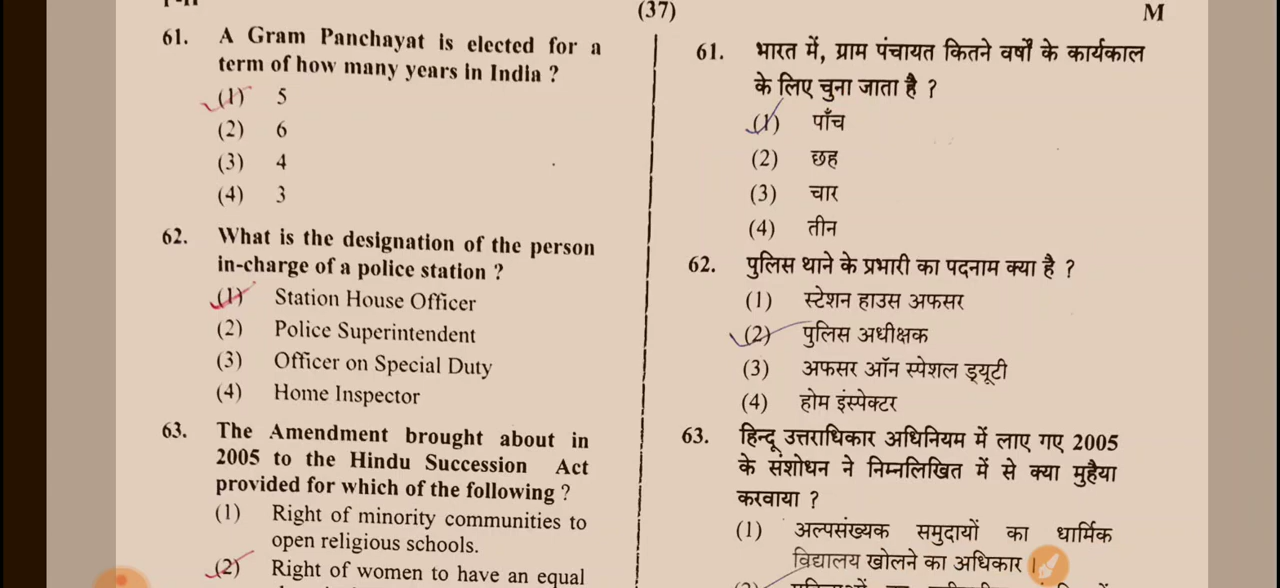 (37)
M
61. A Gram Panchayat is elected for a
term of how many years in India ?
(1) 5
(2) 6
(3) 4
(4) 3
62. What is the designation of the person
in-charge of a police station ?
(1) Station House Officer
(2) Police Superintendent
(3) Officer on Special Duty
(4) Home Inspector
63. The Amendment brought about in
2005 to the Hindu Succession Act
provided for which of the following ?
(1) Right of minority communities to
open religious schools.
(2) Right of women to have an equal
61. भारत में, ग्राम पंचायत कितने वर्षों के कार्यकाल
के लिए चुना जाता है ?
(1) पाँच
(2) छह
(3) चार
(4) तीन
62. पुलिस थाने के प्रभारी का पदनाम क्या है ?
(1) स्टेशन हाउस अफसर
(2) पुलिस अधीक्षक
(3) अफसर ऑन स्पेशल ड्यूटी
(4) होम इंस्पेक्टर
63. हिन्दू उत्तराधिकार अधिनियम में लाए गए 2005
के संशोधन ने निम्नलिखित में से क्या मुहैया
करवाया ?
(1) अल्पसंख्यक समुदायों का धार्मिक
विद्यालय खोलने का अधिकार ।